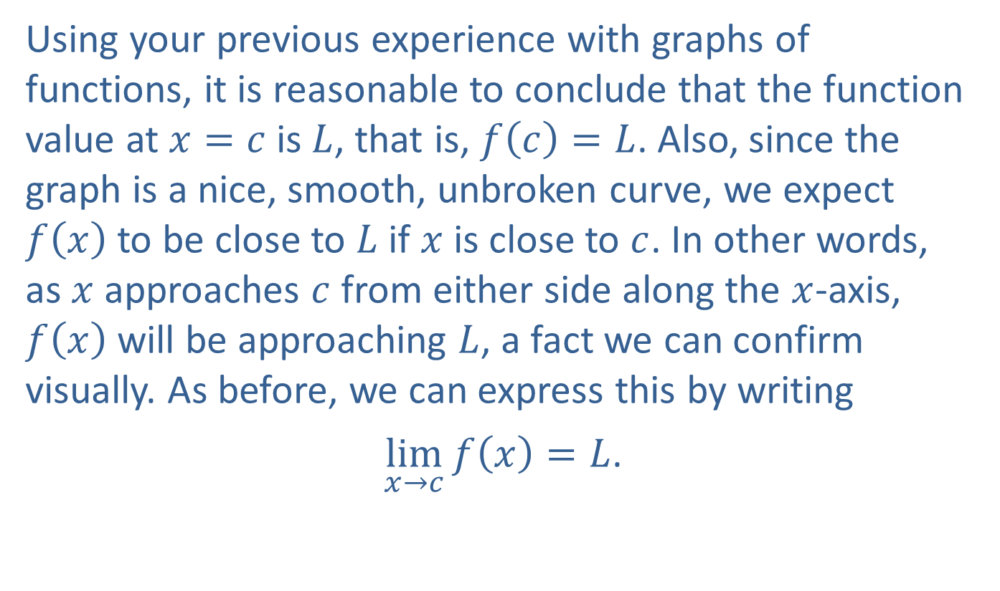 Using your previous experience with graphs of
functions, it is reasonable to conclude that the function
value at x = c is L, that is, f(c) = L. Also, since the
graph is a nice, smooth, unbroken curve, we expect
f(x) to be close to L if x is close to c. In other words,
as x approaches c from either side along the x-axis,
f(x) will be approaching L, a fact we can confirm
visually. As before, we can express this by writing
lim f(x) = L.
x→c